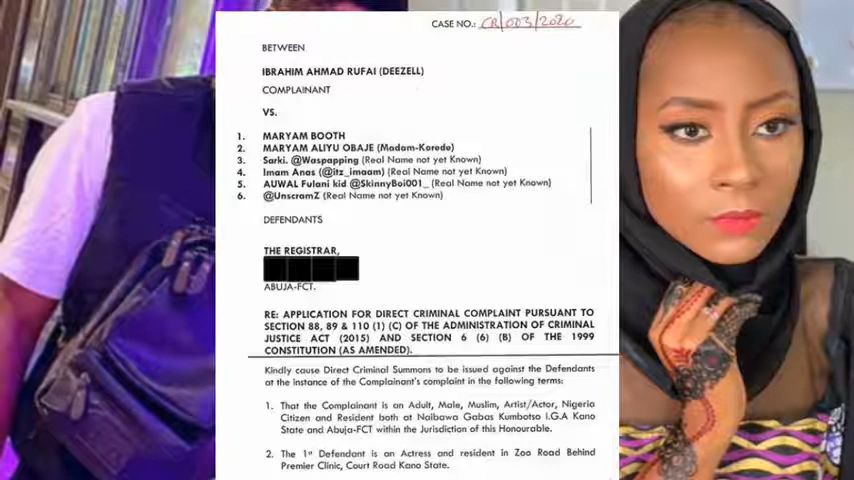 CASE NO.: CR/003/2020
BETWEEN
IBRAHIM AHMAD RUFAI (DEEZELL)
COMPLAINANT
VS.
1. MARYAM BOOTH
2. MARYAM ALIYU OBAJE (Madam-Korede)
3. Sarki. @Waspapping (Real Name not yet Known)
4. Imam Anas (@itz_imaam) (Real Name not yet Known)
5. AUWAL Fulani kid @SkinnyBoi001_ (Real Name not yet Known)
6. @UnscramZ (Real Name not yet Known)
DEFENDANTS
THE REGISTRAR,
ABUJA-FCT.
RE: APPLICATION FOR DIRECT CRIMINAL COMPLAINT PURSUANT TO
SECTION 88, 89 & 110 (1) (C) OF THE ADMINISTRATION OF CRIMINAL
JUSTICE ACT (2015) AND SECTION 6 (6) (B) OF THE 1999
CONSTITUTION (AS AMENDED).
Kindly cause Direct Criminal Summons to be issued against the Defendants
at the instance of the Complainant's complaint in the following terms:
1. That the Complainant is an Adult, Male, Muslim, Artist/Actor, Nigeria
Citizen and Resident both at Naibawa Gabas Kumbotso I.G.A Kano
State and Abuja-FCT within the Jurisdiction of this Honourable.
2. The 1st Defendant is an Actress and resident in Zoo Road Behind
Premier Clinic, Court Road Kano State.